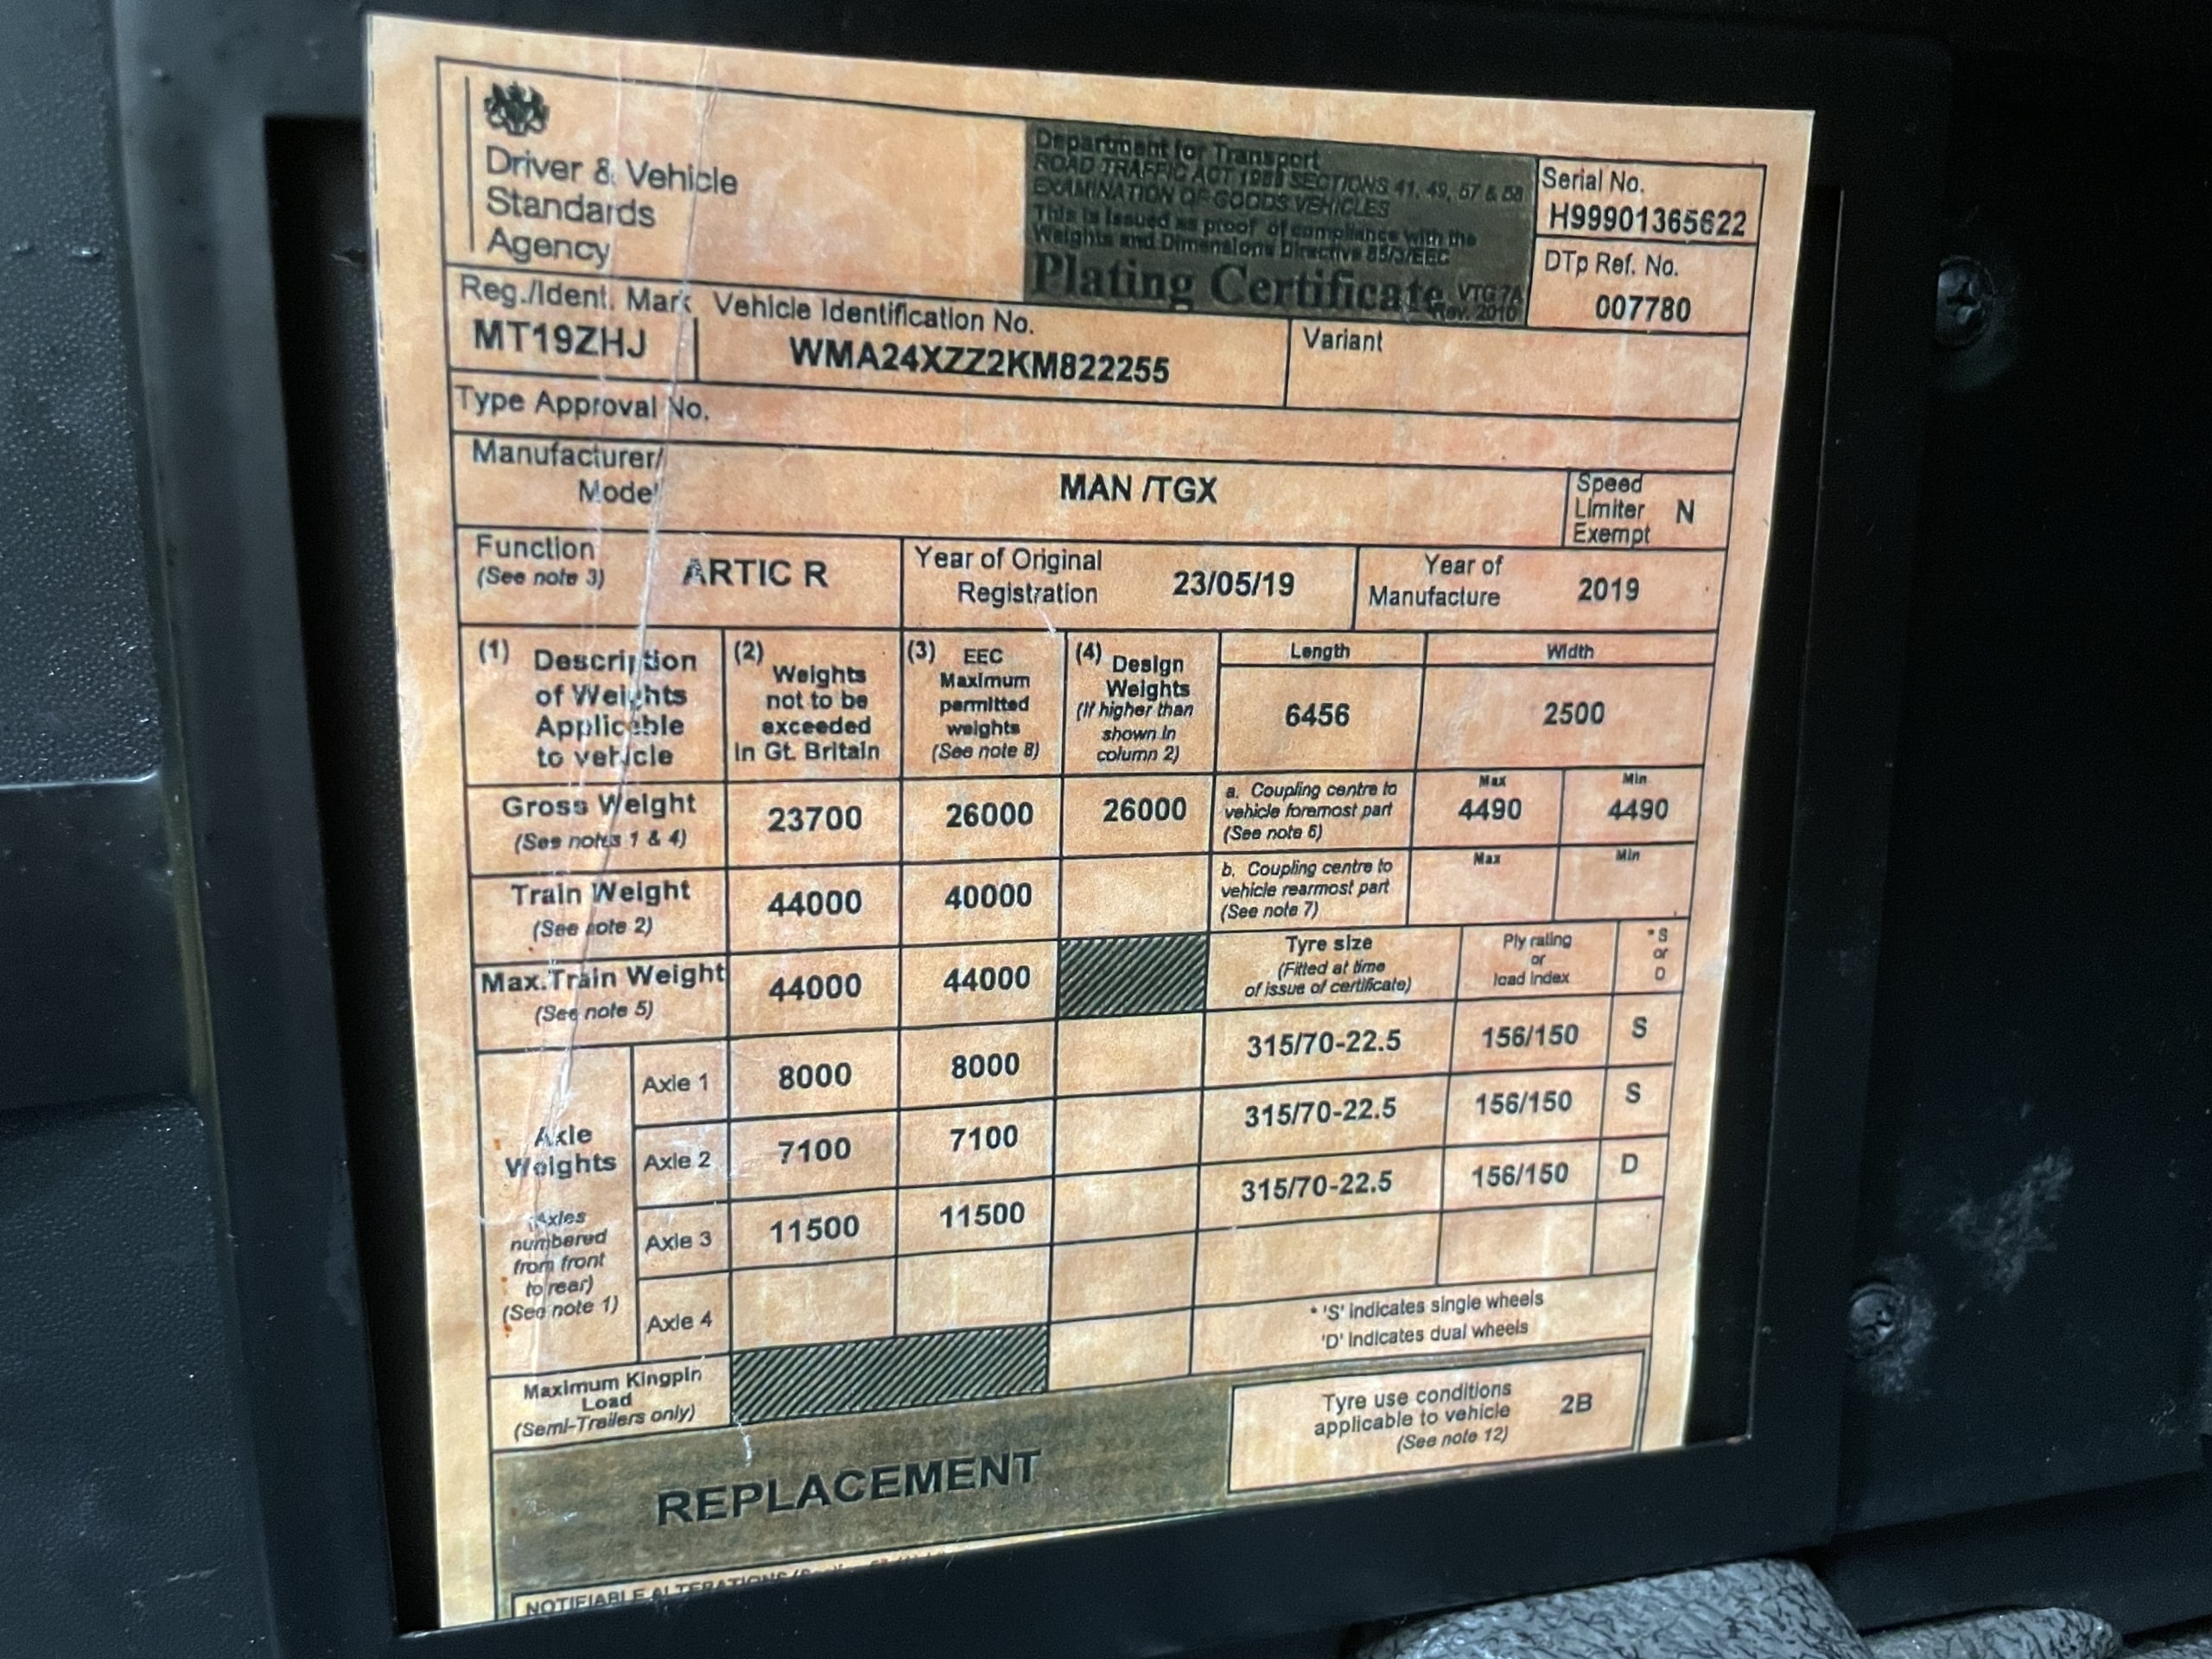 Driver & Vehicle
Standards
Agency
Department for Transport
ROAD TRAFFIC ACT 1988 SECTIONS 41, 49, 57 & 58
EXAMINATION OF GOODS VEHICLES
This is issued as proof of compliance with the
Weights and Dimensions Directive 85/3/EEC
Plating Certificate VTG 7A
Rev. 2010
Serial No.
H99901365622
DTp Ref. No.
007780
Reg./Ident. Mark
MT19ZHJ
Vehicle Identification No.
WMA24XZZ2KM822255
Variant
Type Approval No.
Manufacturer/
Model
MAN /TGX
Speed
Limiter
Exempt
N
Function
(See note 3)
ARTIC R
Year of Original
Registration
23/05/19
Year of
Manufacture
2019
(1) Description
of Weights
Applicable
to vehicle
(2) Weights
not to be
exceeded
in Gt. Britain
(3) EEC
Maximum
permitted
weights
(See note 8)
(4) Design
Weights
(If higher than
shown in
column 2)
Length
6456
Width
2500
Gross Weight
(See notes 1 & 4)
23700 26000 26000
a. Coupling centre to
vehicle foremost part
(See note 6)
Max
4490
Min
4490
Train Weight
(See note 2)
44000 40000
b. Coupling centre to
vehicle rearmost part
(See note 7)
Max
Min
Max.Train Weight
(See note 5)
44000 44000
Tyre size
(Fitted at time
of issue of certificate)
Ply rating
or
load index
*S
or
D
Axle
Weights
(Axles
numbered
from front
to rear)
(See note 1)
Axle 1 8000 8000 315/70-22.5 156/150 S
Axle 2 7100 7100 315/70-22.5 156/150 S
Axle 3 11500 11500 315/70-22.5 156/150 D
Axle 4
* 'S' indicates single wheels
'D' indicates dual wheels
Maximum Kingpin
Load
(Semi-Trailers only)
Tyre use conditions
applicable to vehicle
(See note 12)
2B
REPLACEMENT
NOTIFIABLE ALTERATIONS